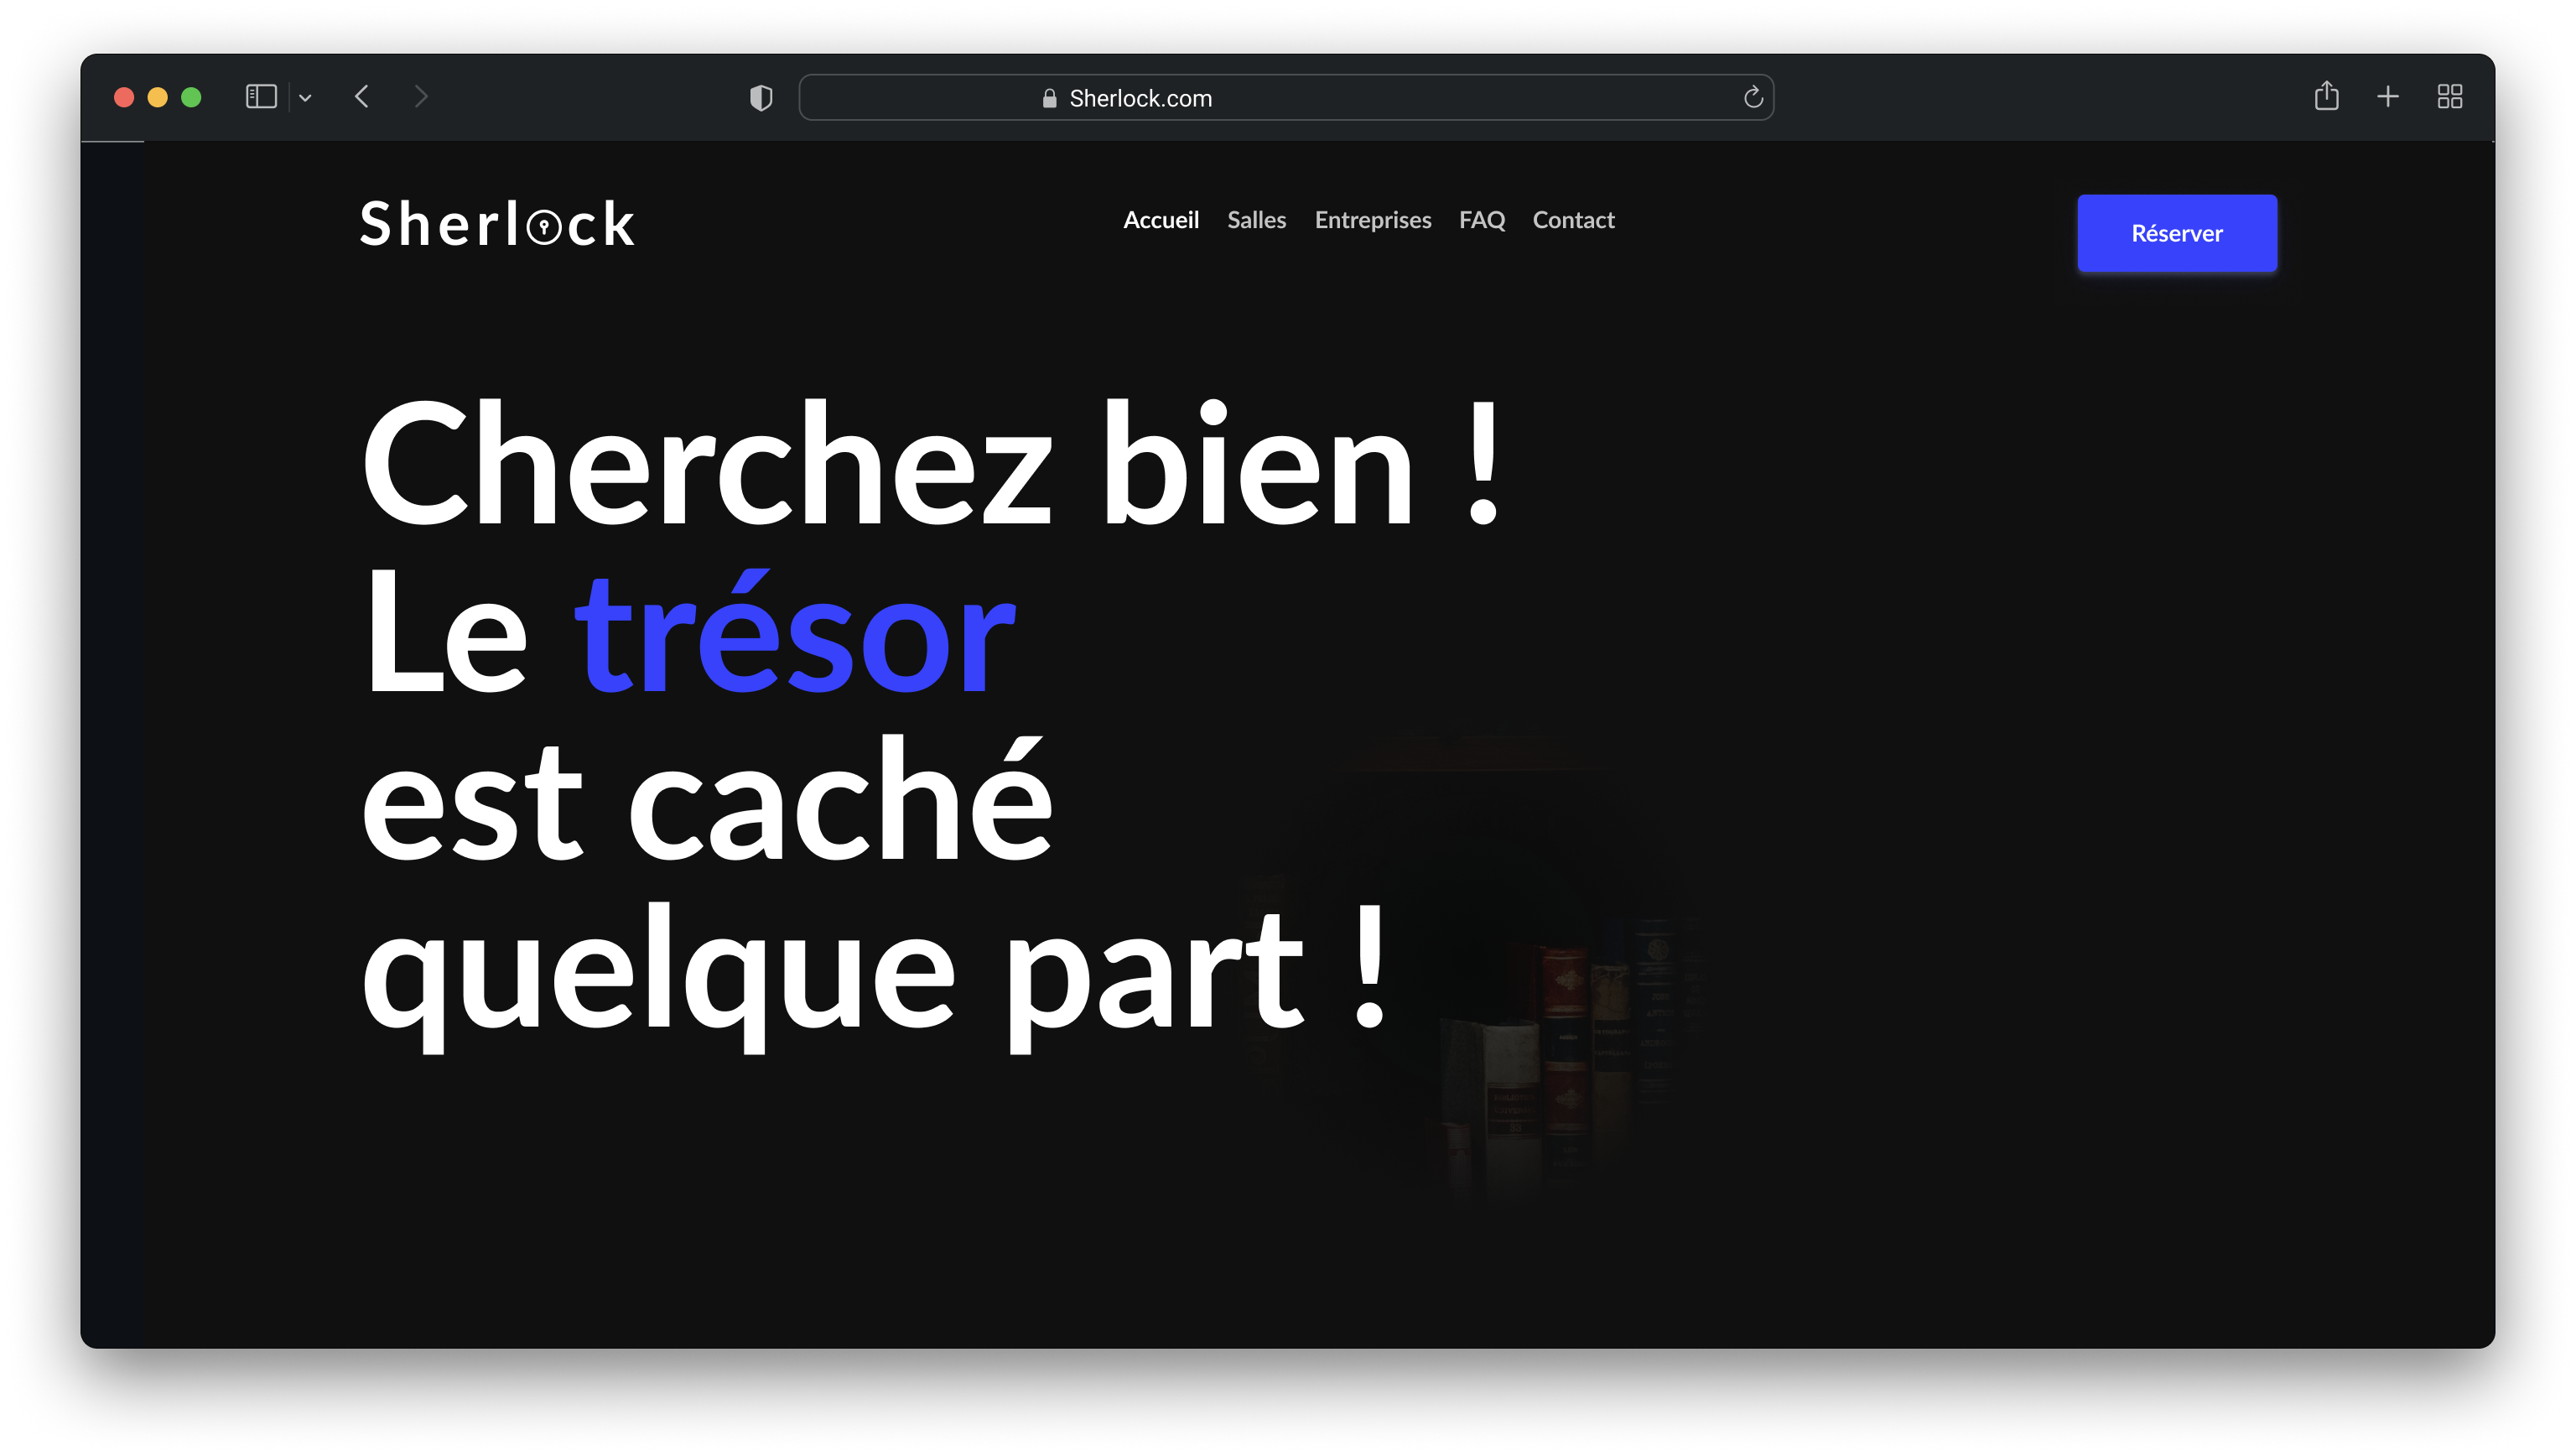 Sherlock.com
Sherlock
Accueil Salles Entreprises FAQ Contact
Réserver
Cherchez bien !
Le trésor
est caché
quelque part !